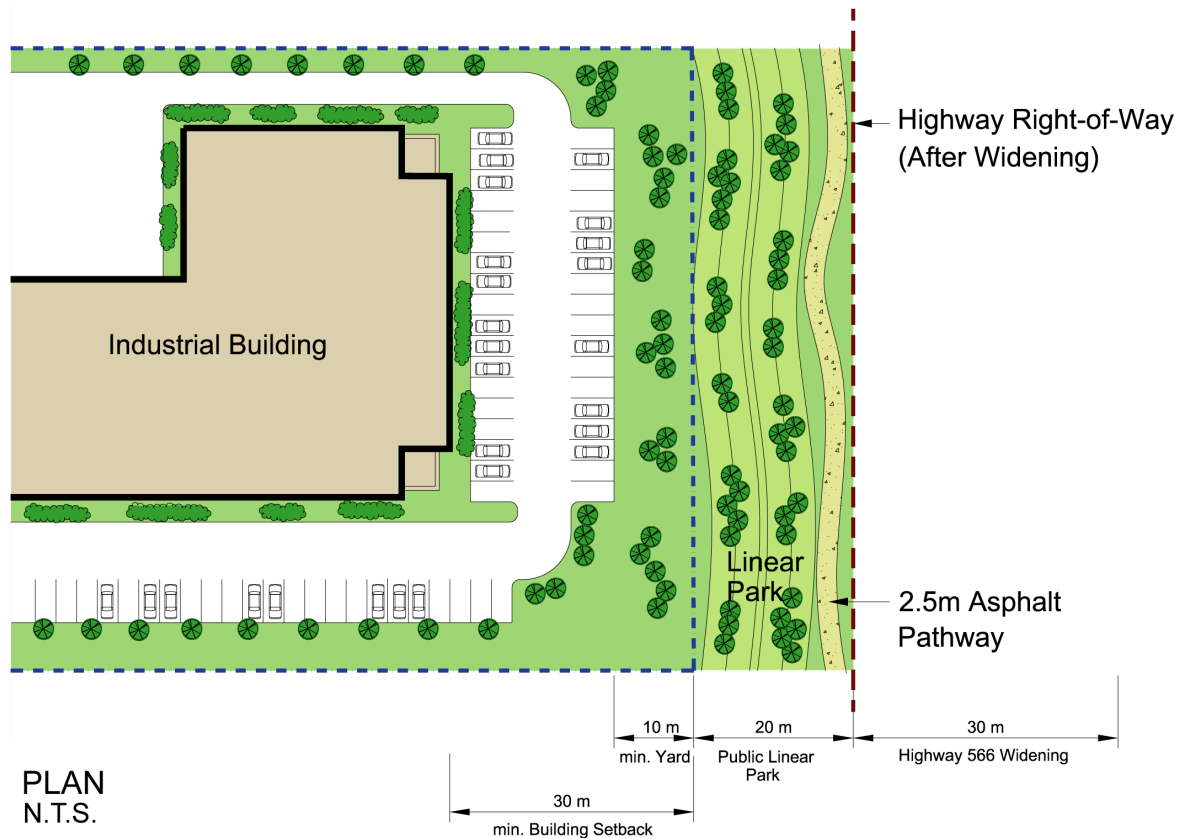 Highway Right-of-Way
(After Widening)
Industrial Building
Linear
Park
2.5m Asphalt
Pathway
10 m
20 m
30 m
min. Yard
Public Linear
Park
Highway 566 Widening
PLAN
N.T.S.
30 m
min. Building Setback